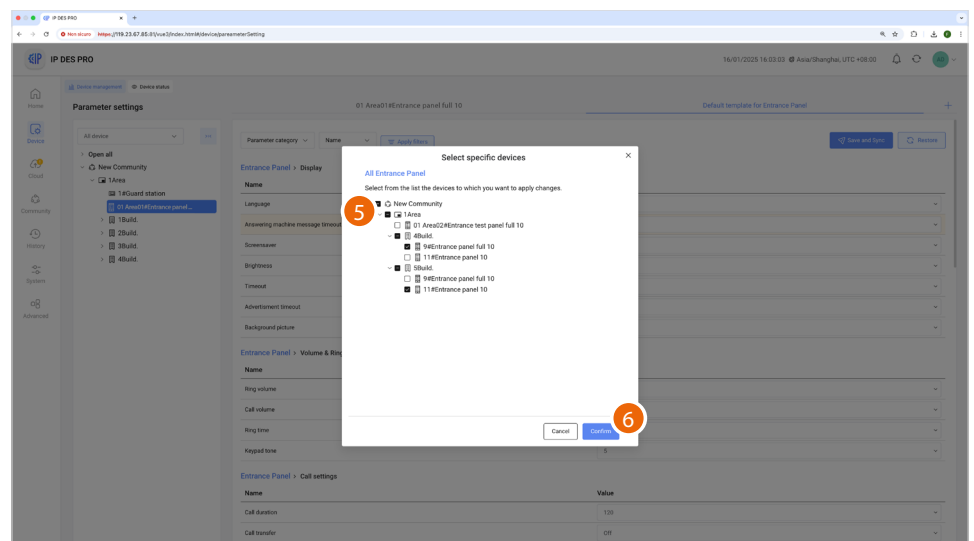 IP DES PRO
Non sicuro https://119.23.67.85:81/vue3/index.html#/device/pareameterSetting
IP DES PRO
16/01/2025 16:03:03 Asia/Shanghai, UTC +08:00
Device management Device status
Home
Device
Cloud
Community
History
System
Advanced
Parameter settings
01 Area01#Entrance panel full 10
Default template for Entrance Panel
All device
Open all
New Community
1Area
1#Guard station
01 Area01#Entrance panel...
1Build.
2Build.
3Build.
4Build.
Parameter category
Name
Apply filters
Save and Sync
Restore
Entrance Panel › Display
Name
Language
Answering machine message timeout
Screensaver
Brightness
Timeout
Advertisment timeout
Background picture
Entrance Panel › Volume & Ring
Name
Ring volume
Call volume
Ring time
Keypad tone
5
Entrance Panel › Call settings
Name
Value
Call duration
120
Call transfer
Off
Select specific devices
All Entrance Panel
Select from the list the devices to which you want to apply changes.
5
New Community
1Area
01 Area02#Entrance test panel full 10
4Build.
9#Entrance panel full 10
11#Entrance panel 10
5Build.
9#Entrance panel full 10
11#Entrance panel 10
Cancel
Confirm
6